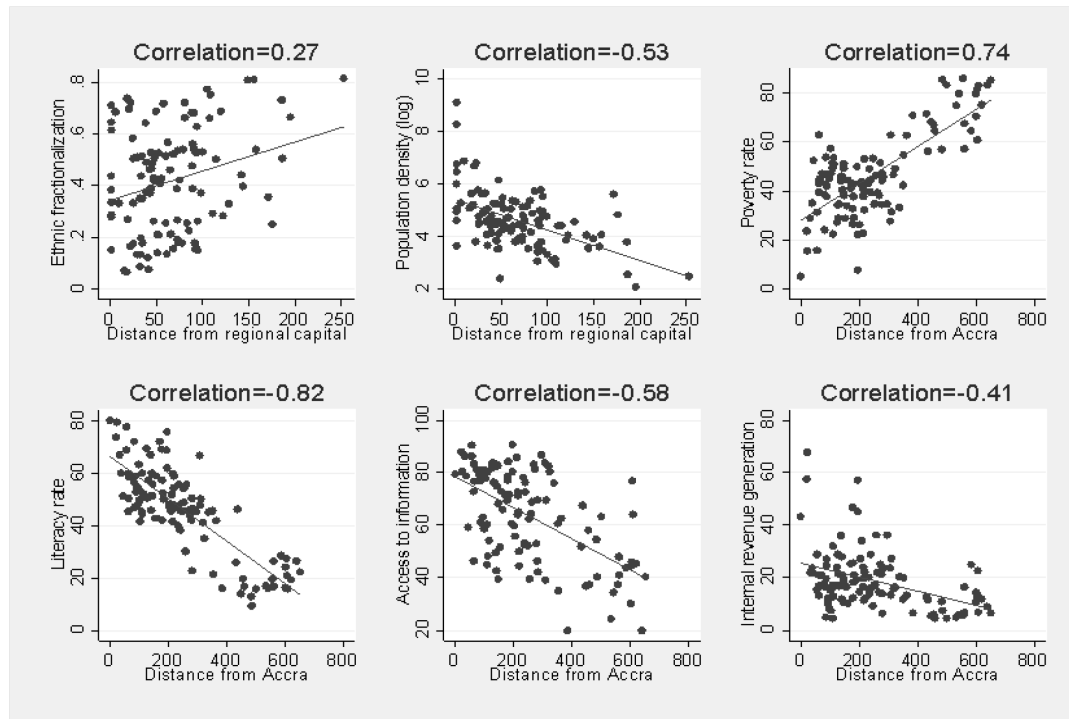 Correlation=0.27
Ethnic fractionalization
.8
.6
.4
.2
0
0 50 100 150 200 250
Distance from regional capital
Correlation=-0.53
Population density (log)
10
8
6
4
2
0 50 100 150 200 250
Distance from regional capital
Correlation=0.74
Poverty rate
80
60
40
20
0
0 200 400 600 800
Distance from Accra
Correlation=-0.82
Literacy rate
80
60
40
20
0
0 200 400 600 800
Distance from Accra
Correlation=-0.58
Access to information
100
80
60
40
20
0 200 400 600 800
Distance from Accra
Correlation=-0.41
Internal revenue generation
80
60
40
20
0
0 200 400 600 800
Distance from Accra